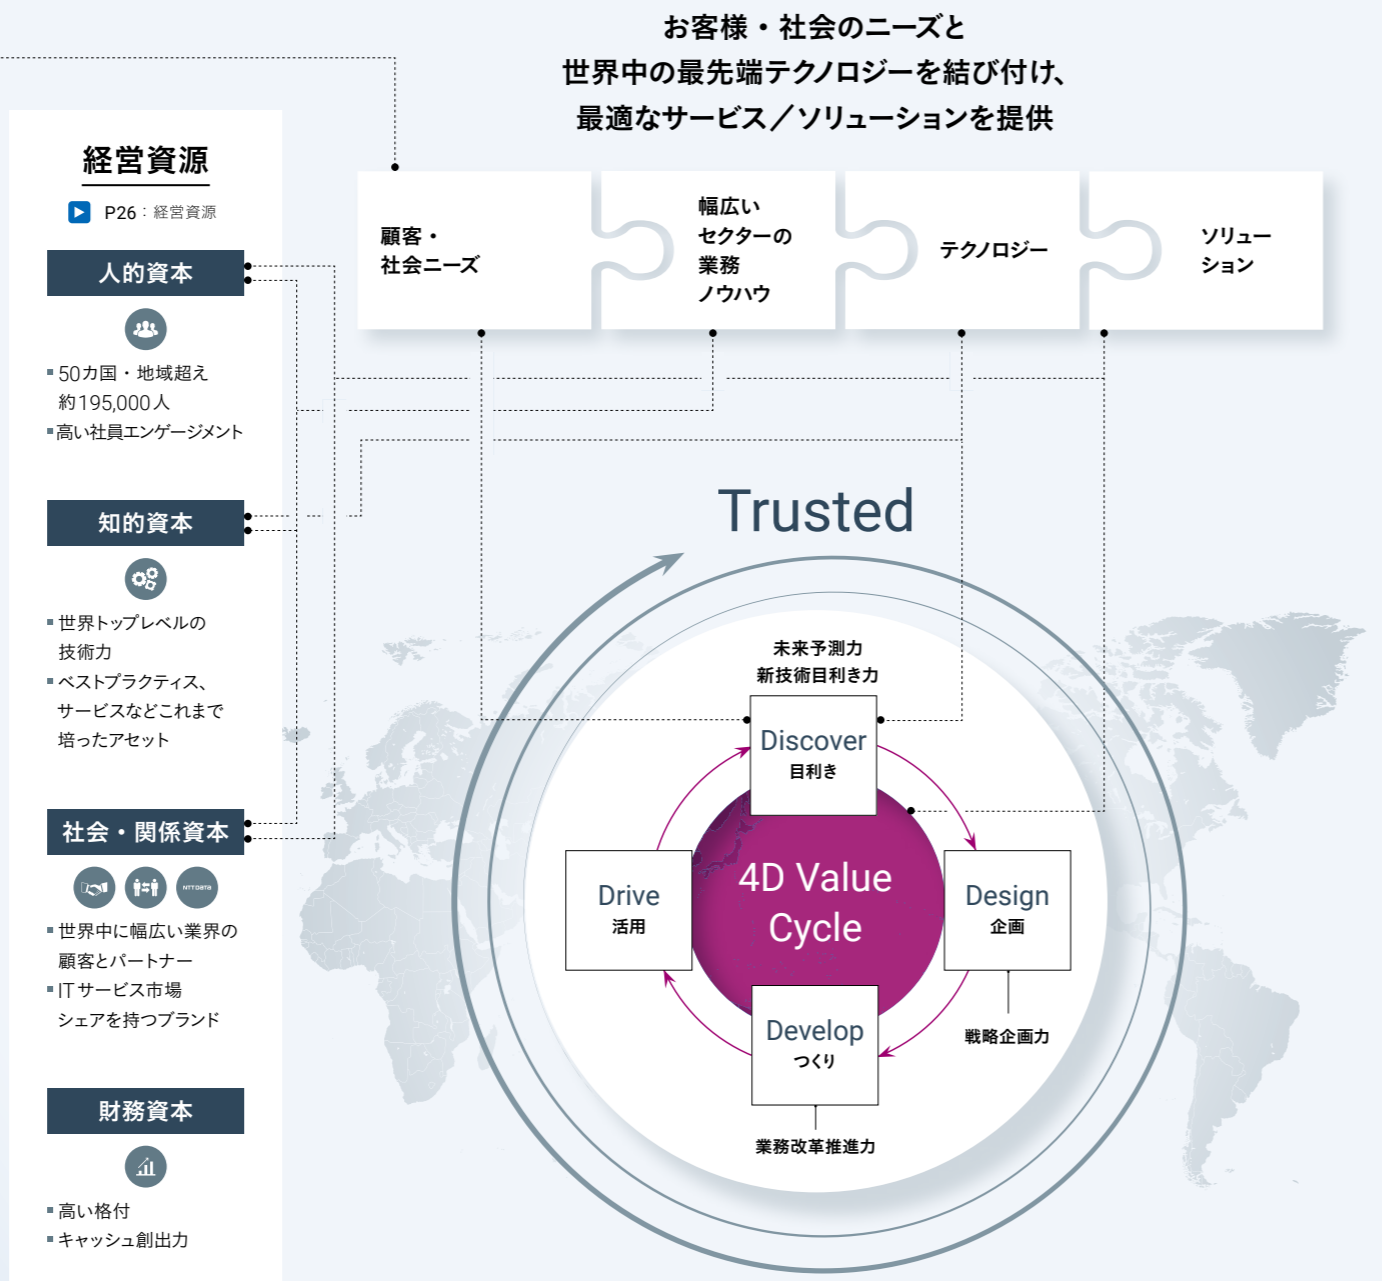 お客様・社会のニーズと
世界中の最先端テクノロジーを結び付け、
最適なサービス／ソリューションを提供
経営資源
P26：経営資源
人的資本
50カ国・地域超え
約195,000人
高い社員エンゲージメント
知的資本
世界トップレベルの
技術力
ベストプラクティス、
サービスなどこれまで
培ったアセット
社会・関係資本
NTT DATA
世界中に幅広い業界の
顧客とパートナー
ITサービス市場
シェアを持つブランド
財務資本
高い格付
キャッシュ創出力
顧客・
社会ニーズ
幅広い
セクターの
業務
ノウハウ
テクノロジー
ソリュー
ション
Trusted
未来予測力
新技術目利き力
Discover
目利き
Drive
活用
4D Value
Cycle
Design
企画
戦略企画力
Develop
つくり
業務改革推進力